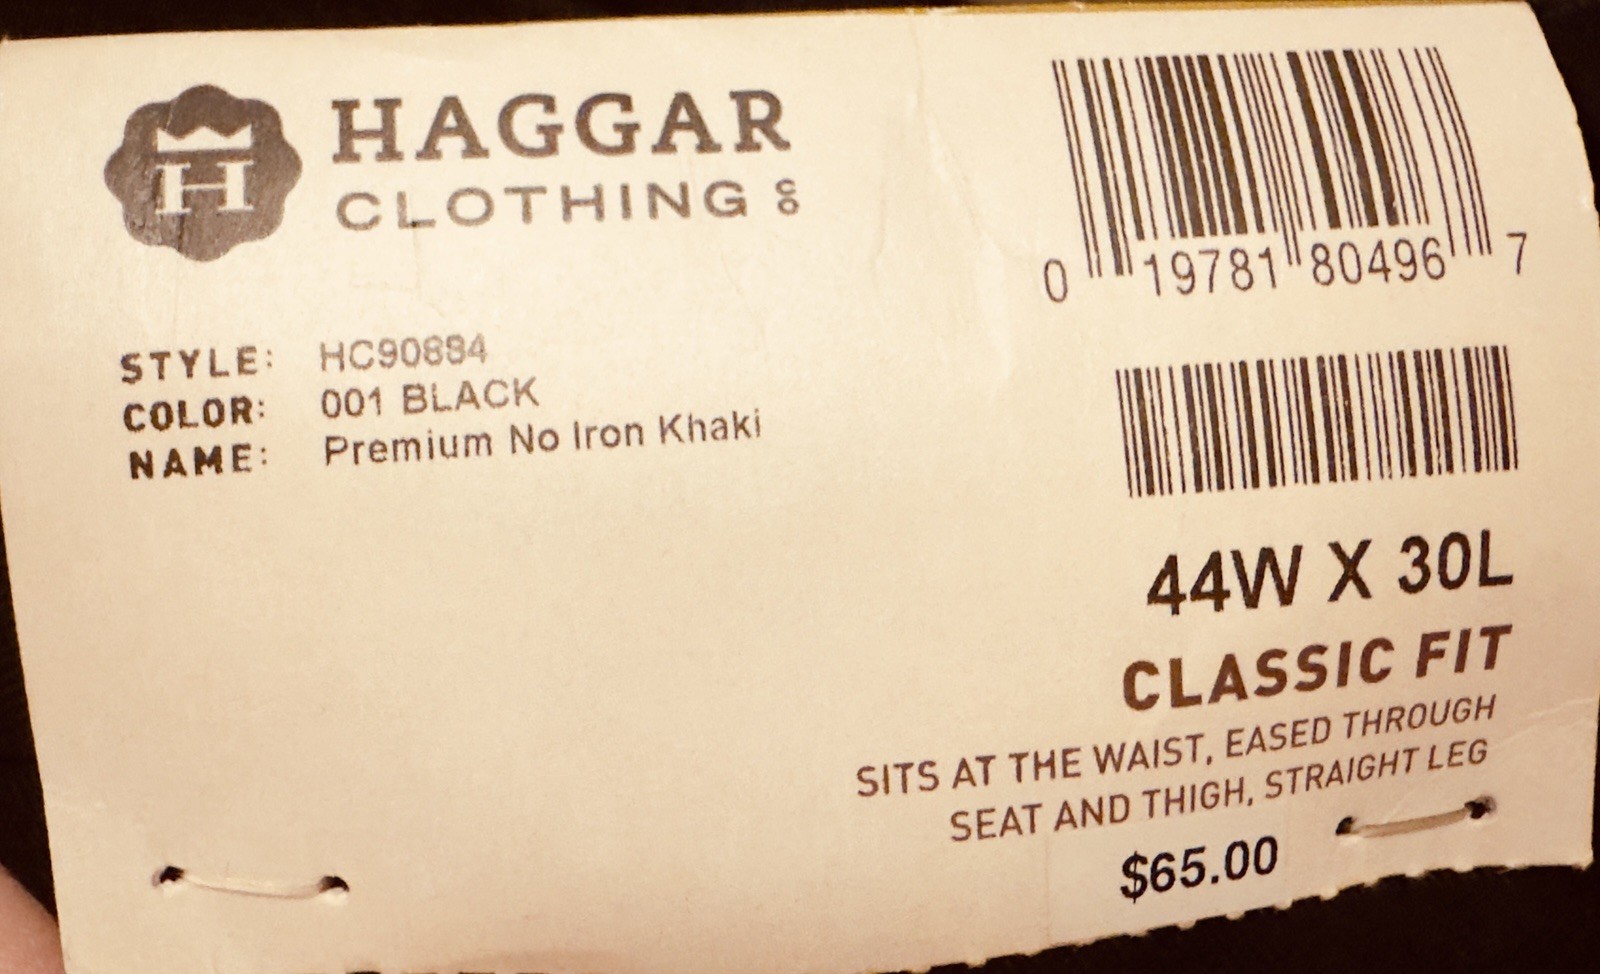 H
HAGGAR
CLOTHING CO
STYLE: HC90884
COLOR: 001 BLACK
NAME: Premium No Iron Khaki
0 19781 80496 7
44W X 30L
CLASSIC FIT
SITS AT THE WAIST, EASED THROUGH
SEAT AND THIGH, STRAIGHT LEG
$65.00